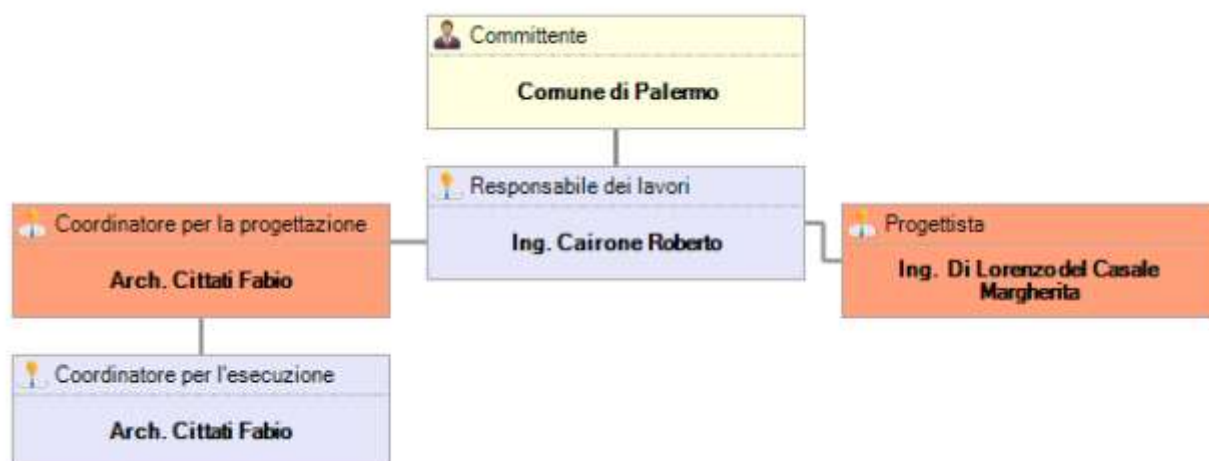 Committente
Comune di Palermo
Responsabile dei lavori
Ing. Cairone Roberto
Coordinatore per la progettazione
Arch. Cittati Fabio
Progettista
Ing. Di Lorenzo del Casale
Margherita
Coordinatore per l'esecuzione
Arch. Cittati Fabio